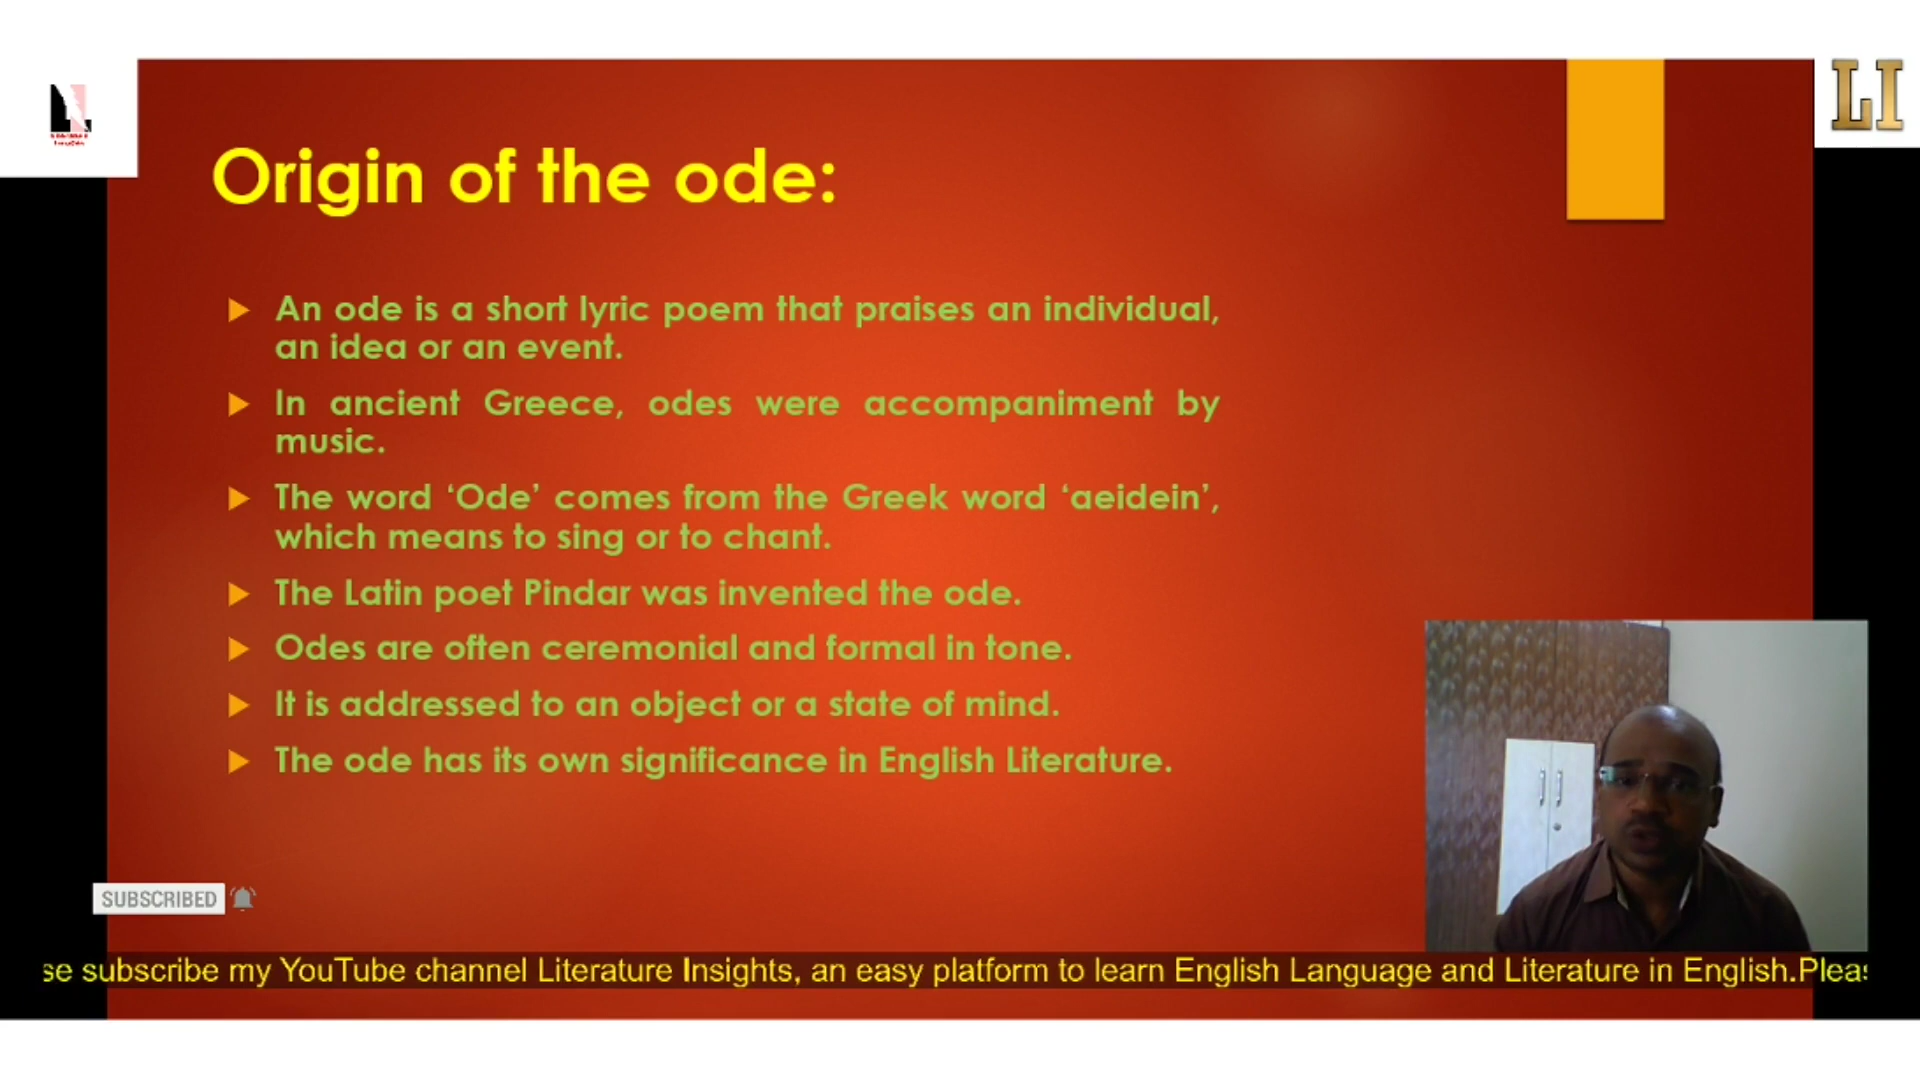 LI
Origin of the ode:
An ode is a short lyric poem that praises an individual,
an idea or an event.
In ancient Greece, odes were accompaniment by
music.
The word ‘Ode’ comes from the Greek word ‘aeidein’,
which means to sing or to chant.
The Latin poet Pindar was invented the ode.
Odes are often ceremonial and formal in tone.
It is addressed to an object or a state of mind.
The ode has its own significance in English Literature.
SUBSCRIBED
se subscribe my YouTube channel Literature Insights, an easy platform to learn English Language and Literature in English.Pleas